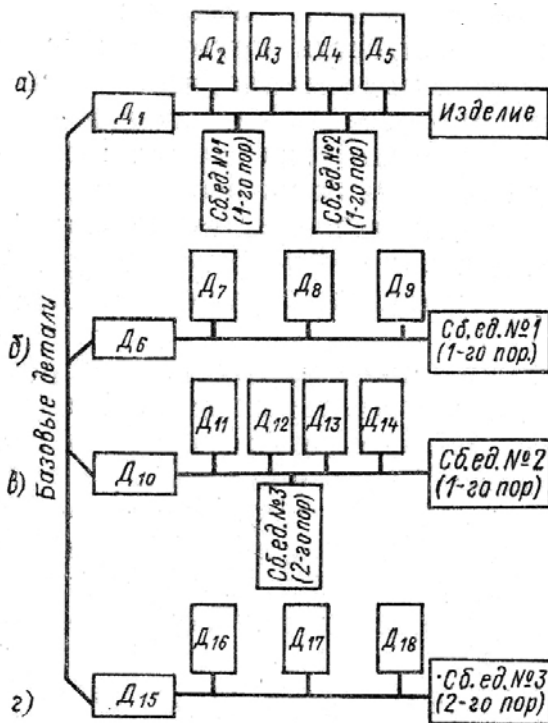 Д2 Д3 Д4 Д5
а)
Д1
Изделие
Сб.ед.№1
(1-го пор)
Сб.ед.№2
(1-го пор)
Базовые детали
Д7 Д8 Д9
б)
Д6
Сб.ед.№1
(1-го пор.)
Д11 Д12 Д13 Д14
в)
Д10
Сб.ед.№2
(1-го пор)
Сб.ед.№3
(2-го пор)
Д16 Д17 Д18
г)
Д15
Сб.ед.№3
(2-го пор)